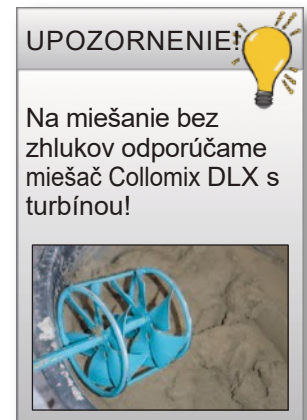 UPOZORNENIE!
Na miešanie bez
zhlukov odporúčame
miešač Collomix DLX s
turbínou!